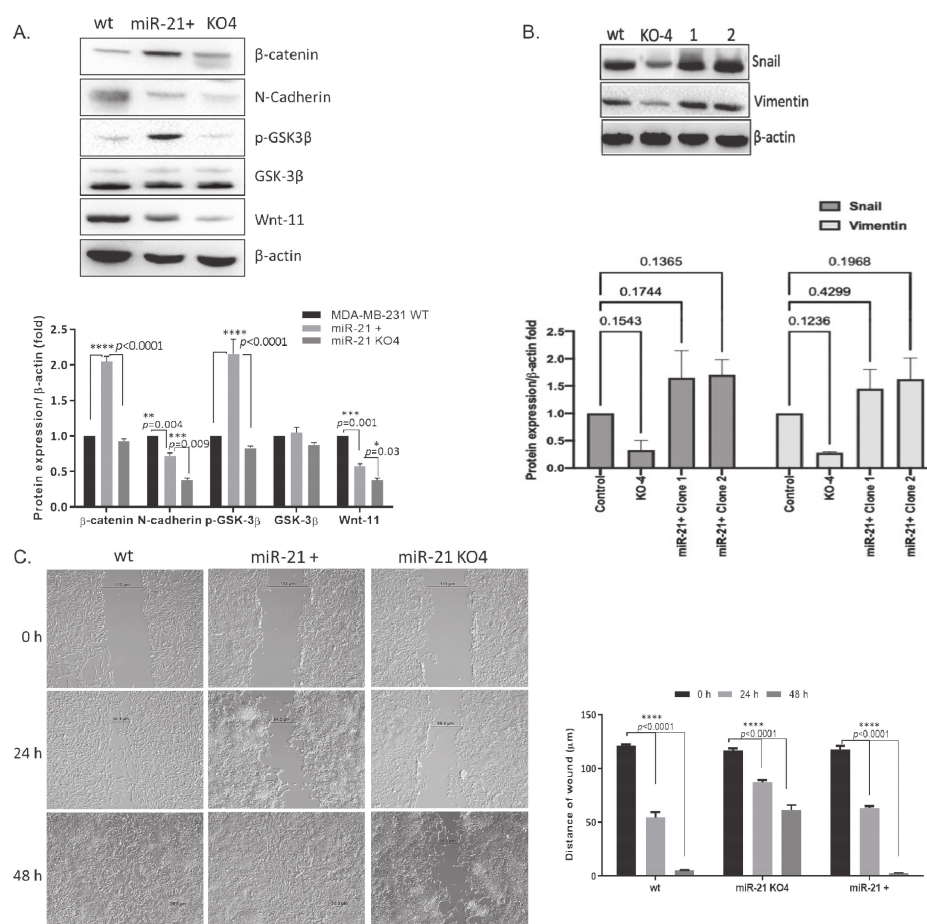 A.
wt miR-21+ KO4
β-catenin
N-Cadherin
p-GSK3β
GSK-3β
Wnt-11
β-actin
MDA-MB-231 WT
miR-21 +
miR-21 KO4
Protein expression/ β-actin (fold)
2.5
2.0
1.5
1.0
0.5
0.0
**** p<0.0001
** p=0.004
*** p=0.009
**** p<0.0001
*** p=0.001
* p=0.03
β-catenin N-cadherin p-GSK-3β GSK-3β Wnt-11
B.
wt KO-4 1 2
Snail
Vimentin
β-actin
Snail
Vimentin
0.1365
0.1744
0.1543
0.1968
0.4299
0.1236
Protein expression/β-actin fold
2.5
2.0
1.5
1.0
0.5
0.0
Control
KO-4
miR-21+ Clone 1
miR-21+ Clone 2
Control
KO-4
miR-21+ Clone 1
miR-21+ Clone 2
C.
wt miR-21 + miR-21 KO4
0 h
24 h
48 h
0 h 24 h 48 h
Distance of wound (μm)
150
100
50
0
**** p<0.0001
**** p<0.0001
**** p<0.0001
wt miR-21 KO4 miR-21 +